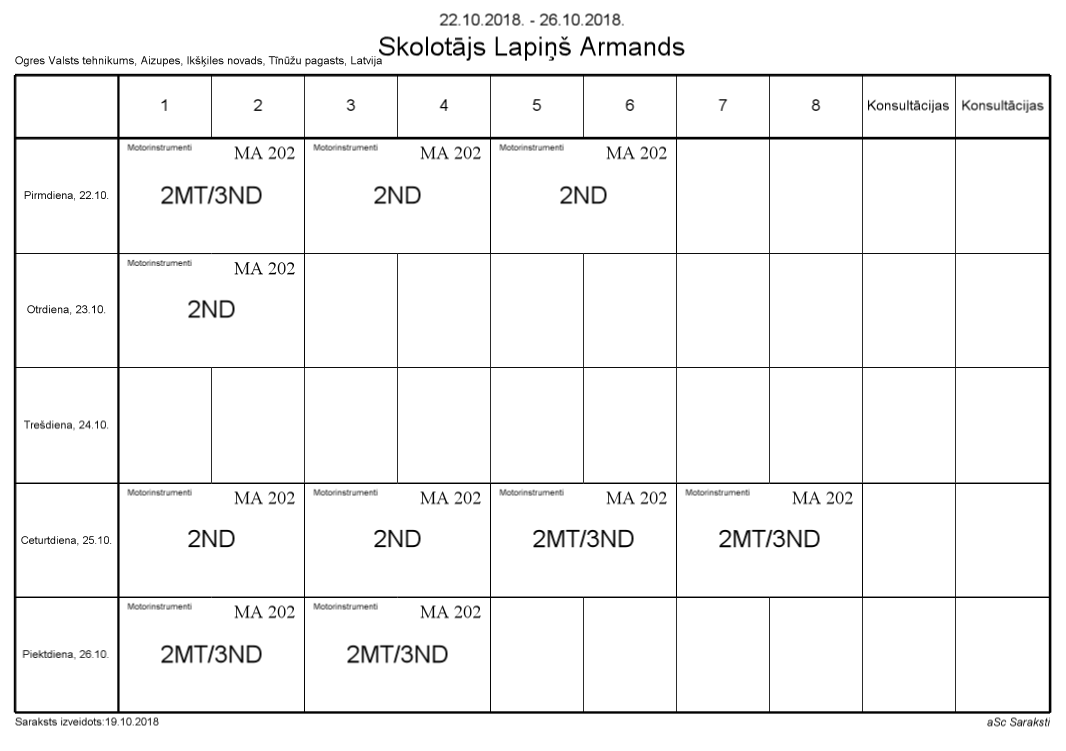 22.10.2018. - 26.10.2018.
Skolotājs Lapiņš Armands
Ogres Valsts tehnikums, Aizupes, Ikšķiles novads, Tīnūžu pagasts, Latvija
1 2 3 4 5 6 7 8 Konsultācijas Konsultācijas
Motorinstrumenti MA 202 Motorinstrumenti MA 202 Motorinstrumenti MA 202
Pirmdiena, 22.10. 2MT/3ND 2ND 2ND
Motorinstrumenti MA 202
Otrdiena, 23.10. 2ND
Trešdiena, 24.10.
Motorinstrumenti MA 202 Motorinstrumenti MA 202 Motorinstrumenti MA 202 Motorinstrumenti MA 202
Ceturtdiena, 25.10. 2ND 2ND 2MT/3ND 2MT/3ND
Motorinstrumenti MA 202 Motorinstrumenti MA 202
Piektdiena, 26.10. 2MT/3ND 2MT/3ND
Saraksts izveidots:19.10.2018 aSc Saraksti